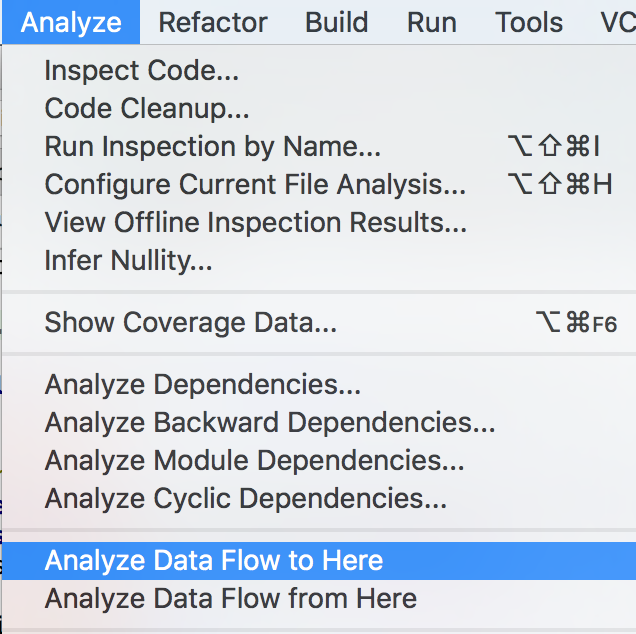 Analyze Refactor Build Run Tools VC
Inspect Code...
Code Cleanup...
Run Inspection by Name... ⌥⇧⌘I
Configure Current File Analysis... ⌥⇧⌘H
View Offline Inspection Results...
Infer Nullity...
Show Coverage Data... ⌥⌘F6
Analyze Dependencies...
Analyze Backward Dependencies...
Analyze Module Dependencies...
Analyze Cyclic Dependencies...
Analyze Data Flow to Here
Analyze Data Flow from Here